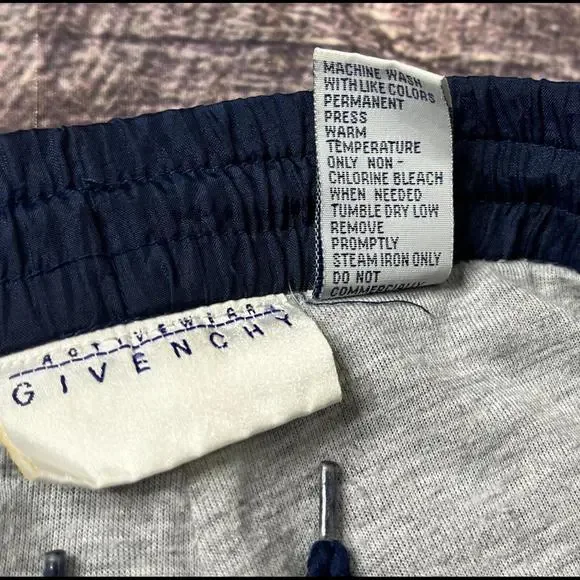 MACHINE WASH
WITH LIKE COLORS
PERMANENT
PRESS
WARM
TEMPERATURE
ONLY NON-
CHLORINE BLEACH
WHEN NEEDED
TUMBLE DRY LOW
REMOVE
PROMPTLY
STEAM IRON ONLY
DO NOT
COMMERCIALLY
ACTIVEWEAR
GIVENCHY